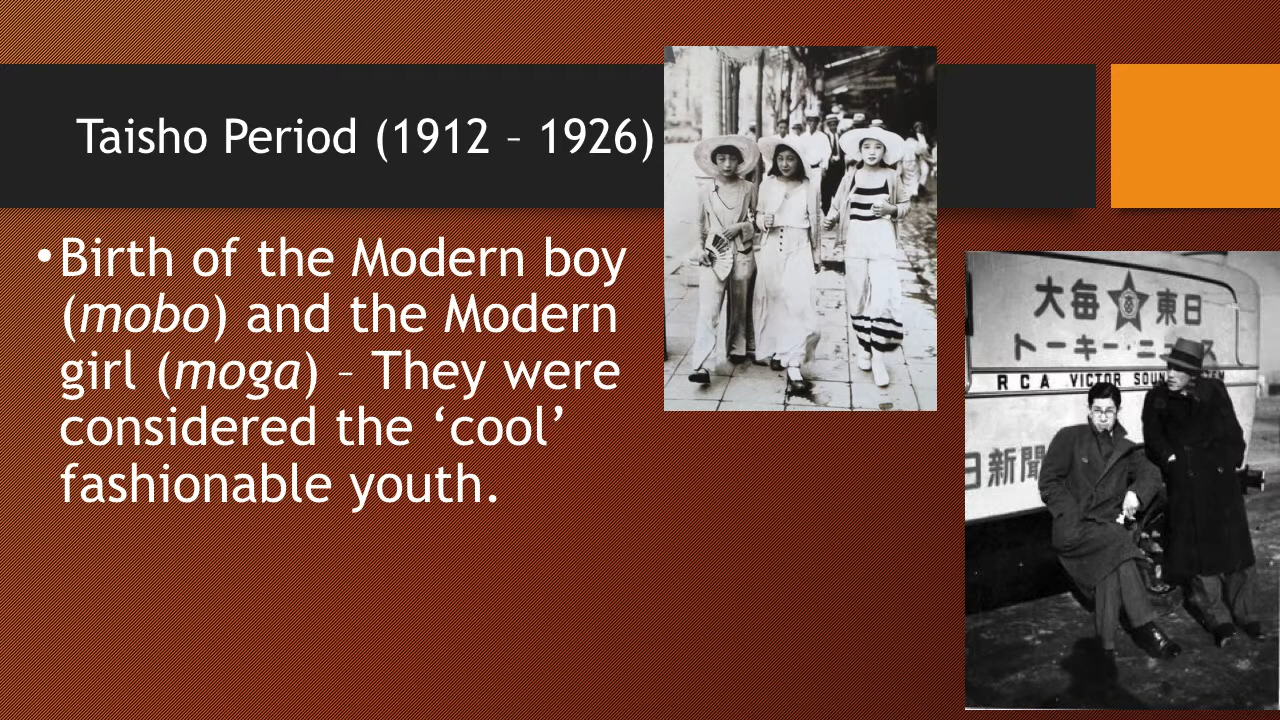 Taisho Period (1912 – 1926)
•Birth of the Modern boy
(mobo) and the Modern
girl (moga) – They were
considered the ‘cool’
fashionable youth.
大毎 東日
トーキー・ニュース
RCA VICTOR SOUN
日新聞